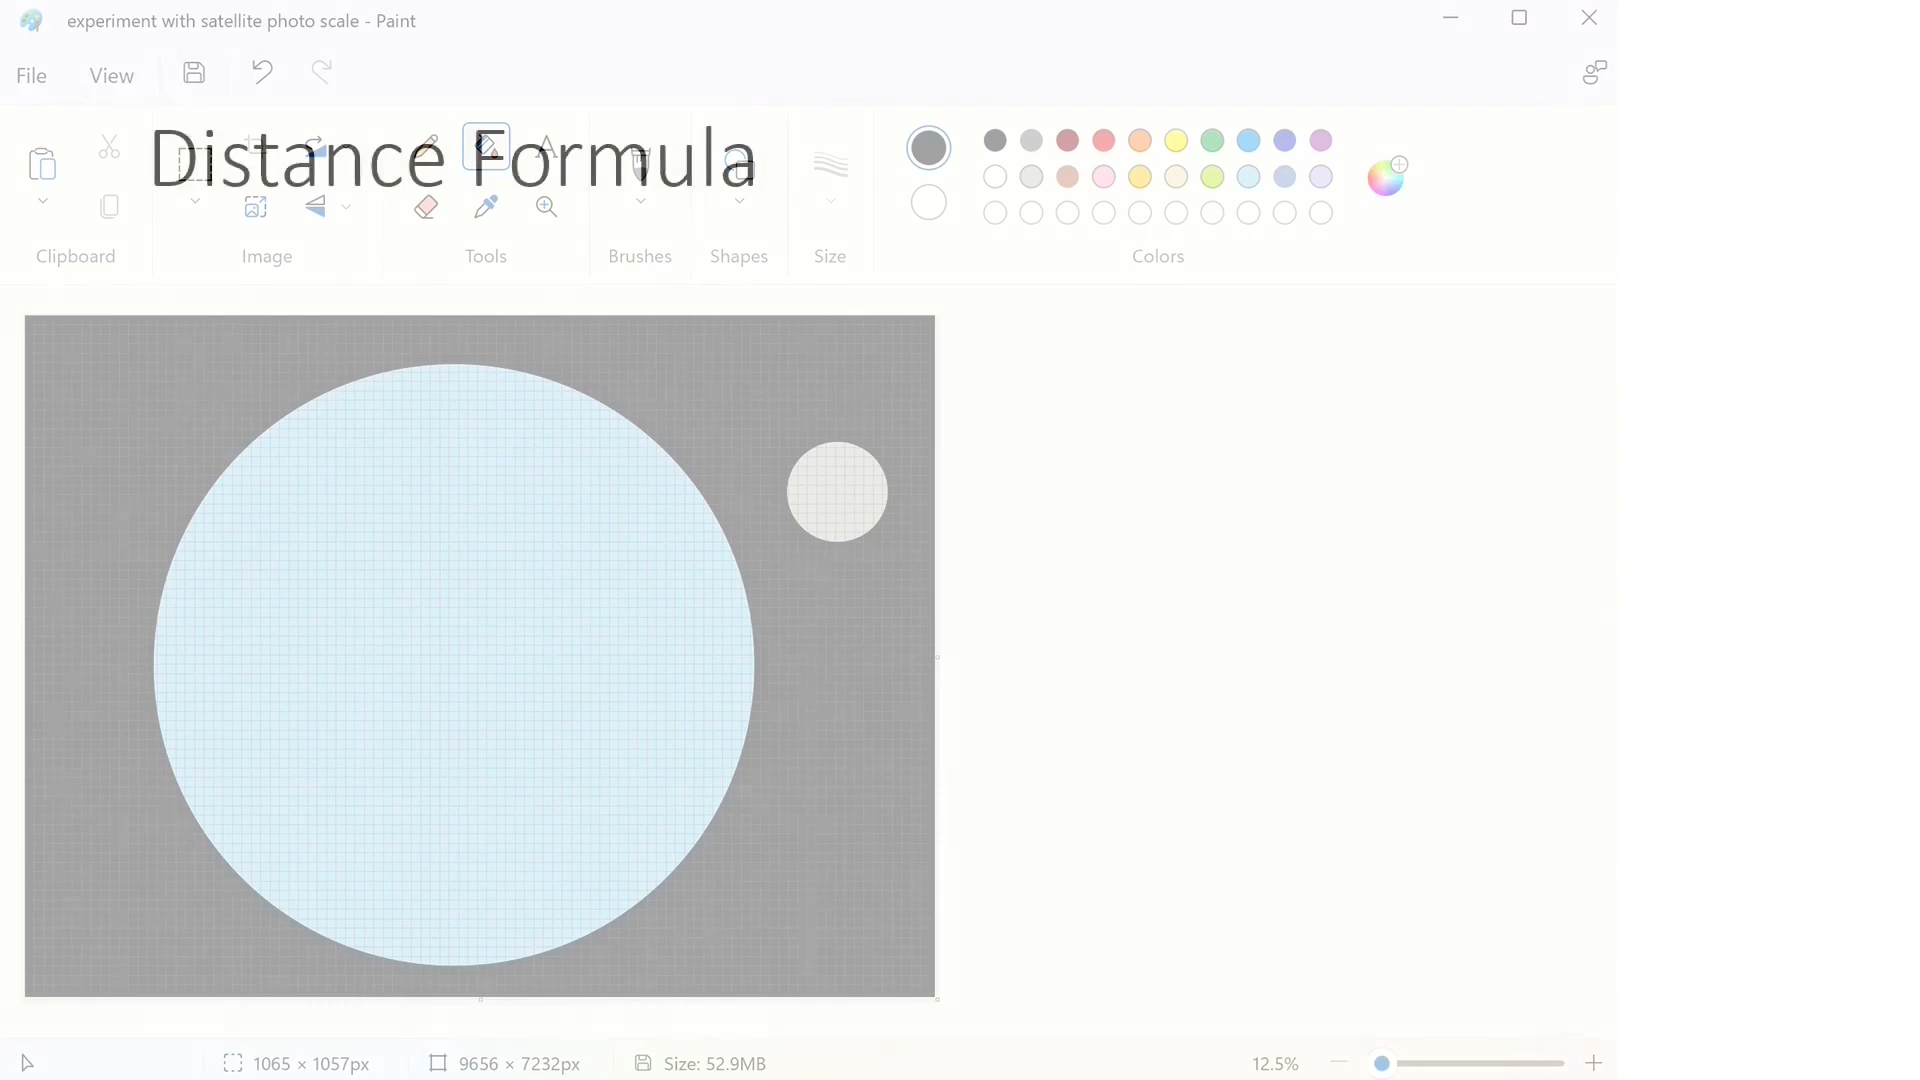 experiment with satellite photo scale - Paint
File View
Distance Formula
Clipboard Image Tools Brushes Shapes Size Colors
1065 × 1057px 9656 × 7232px Size: 52.9MB 12.5%